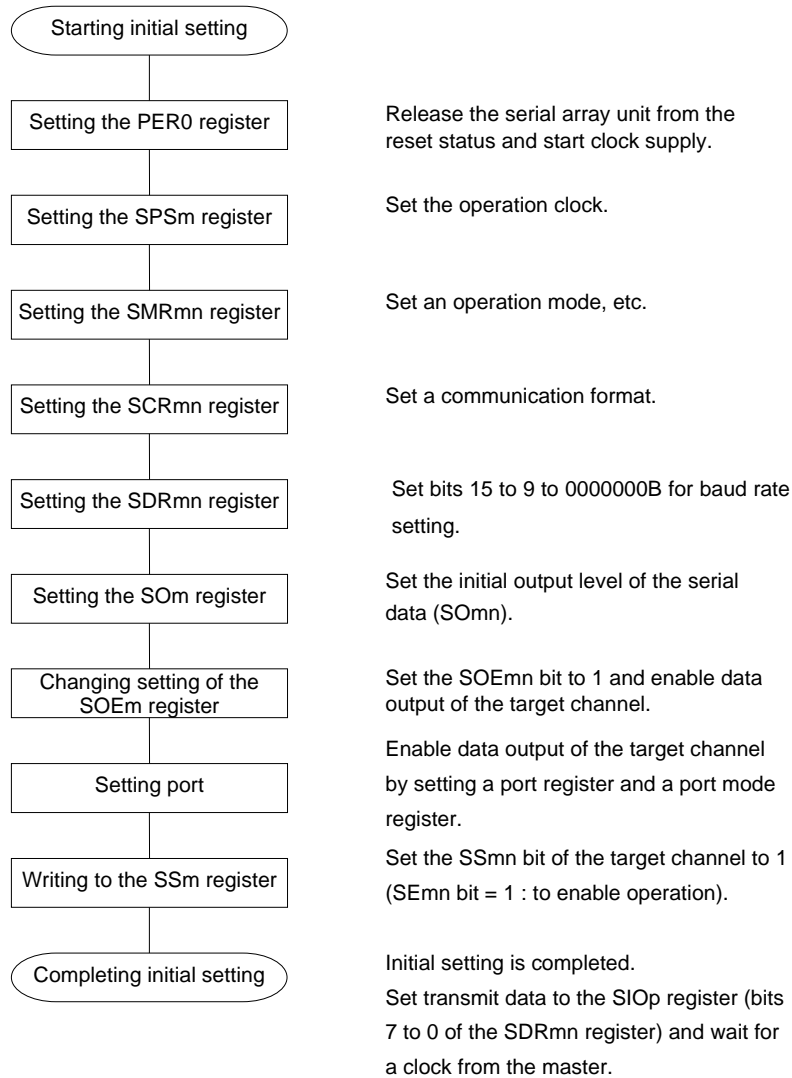 Starting initial setting
Setting the PER0 register
Release the serial array unit from the
reset status and start clock supply.
Setting the SPSm register
Set the operation clock.
Setting the SMRmn register
Set an operation mode, etc.
Setting the SCRmn register
Set a communication format.
Setting the SDRmn register
Set bits 15 to 9 to 0000000B for baud rate
setting.
Setting the SOm register
Set the initial output level of the serial
data (SOmn).
Changing setting of the
SOEm register
Set the SOEmn bit to 1 and enable data
output of the target channel.
Setting port
Enable data output of the target channel
by setting a port register and a port mode
register.
Writing to the SSm register
Set the SSmn bit of the target channel to 1
(SEmn bit = 1 : to enable operation).
Completing initial setting
Initial setting is completed.
Set transmit data to the SIOp register (bits
7 to 0 of the SDRmn register) and wait for
a clock from the master.